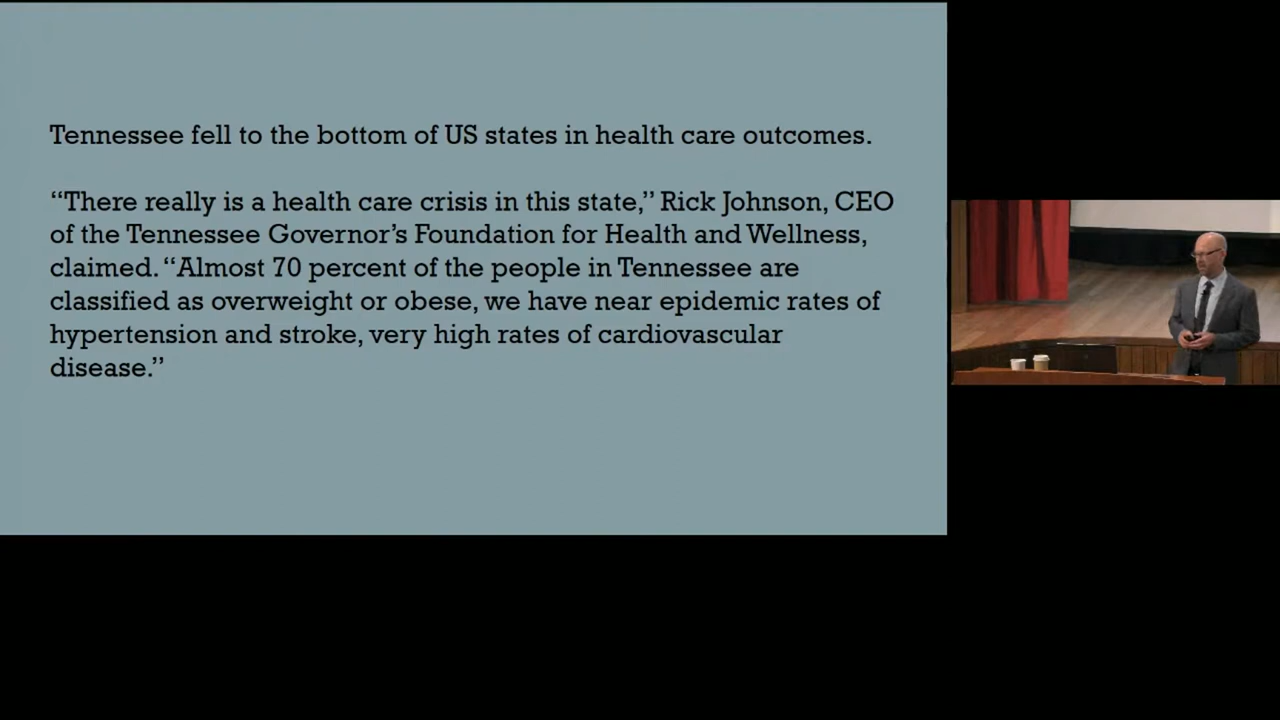 Tennessee fell to the bottom of US states in health care outcomes.
“There really is a health care crisis in this state,” Rick Johnson, CEO
of the Tennessee Governor’s Foundation for Health and Wellness,
claimed. “Almost 70 percent of the people in Tennessee are
classified as overweight or obese, we have near epidemic rates of
hypertension and stroke, very high rates of cardiovascular
disease.”